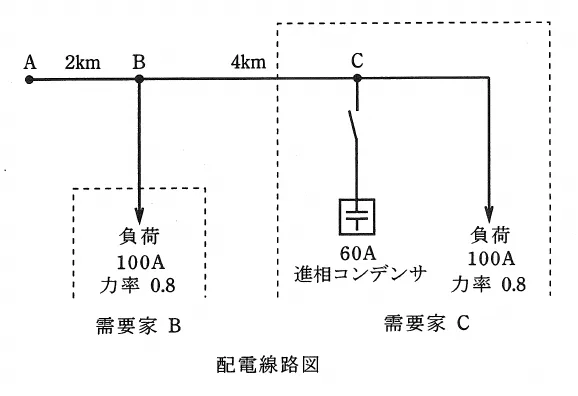 A 2km B 4km C
負荷
100A
力率 0.8
60A
進相コンデンサ
負荷
100A
力率 0.8
需要家 B
需要家 C
配電線路図